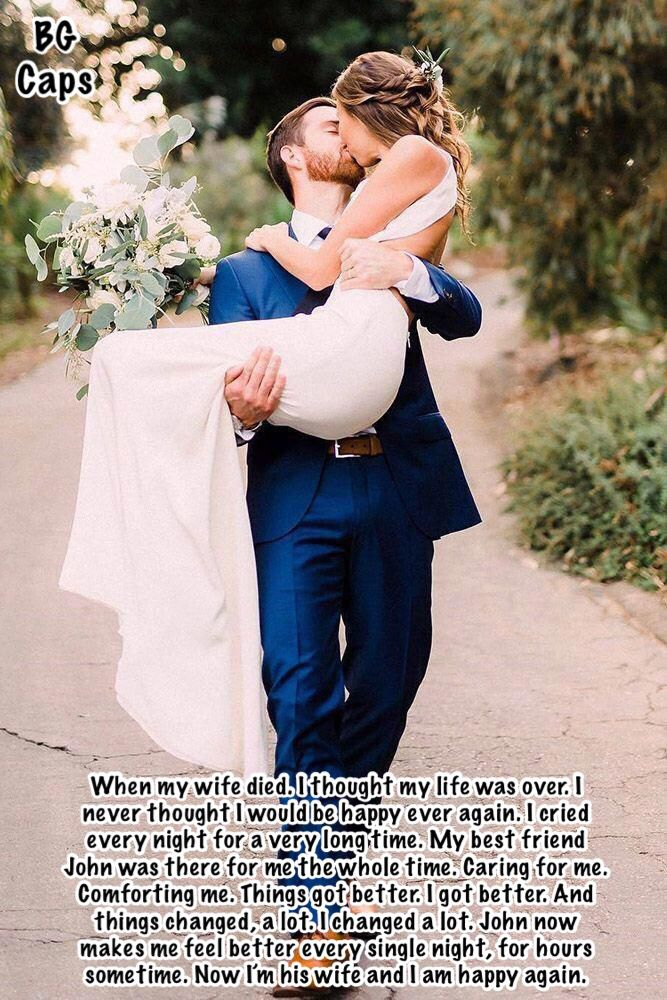 BG
Caps
When my wife died. I thought my life was over. I
never thought I would be happy ever again. I cried
every night for a very long time. My best friend
John was there for me the whole time. Caring for me.
Comforting me. Things got better. I got better. And
things changed, a lot. I changed a lot. John now
makes me feel better every single night, for hours
sometime. Now I'm his wife and I am happy again.